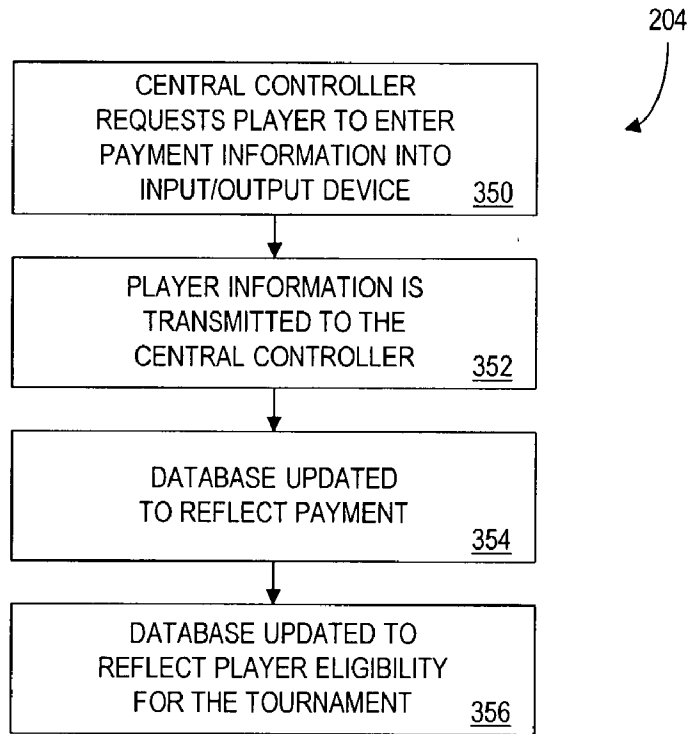 204
CENTRAL CONTROLLER
REQUESTS PLAYER TO ENTER
PAYMENT INFORMATION INTO
INPUT/OUTPUT DEVICE 350
PLAYER INFORMATION IS
TRANSMITTED TO THE
CENTRAL CONTROLLER 352
DATABASE UPDATED
TO REFLECT PAYMENT
354
DATABASE UPDATED TO
REFLECT PLAYER ELIGIBILITY
FOR THE TOURNAMENT 356